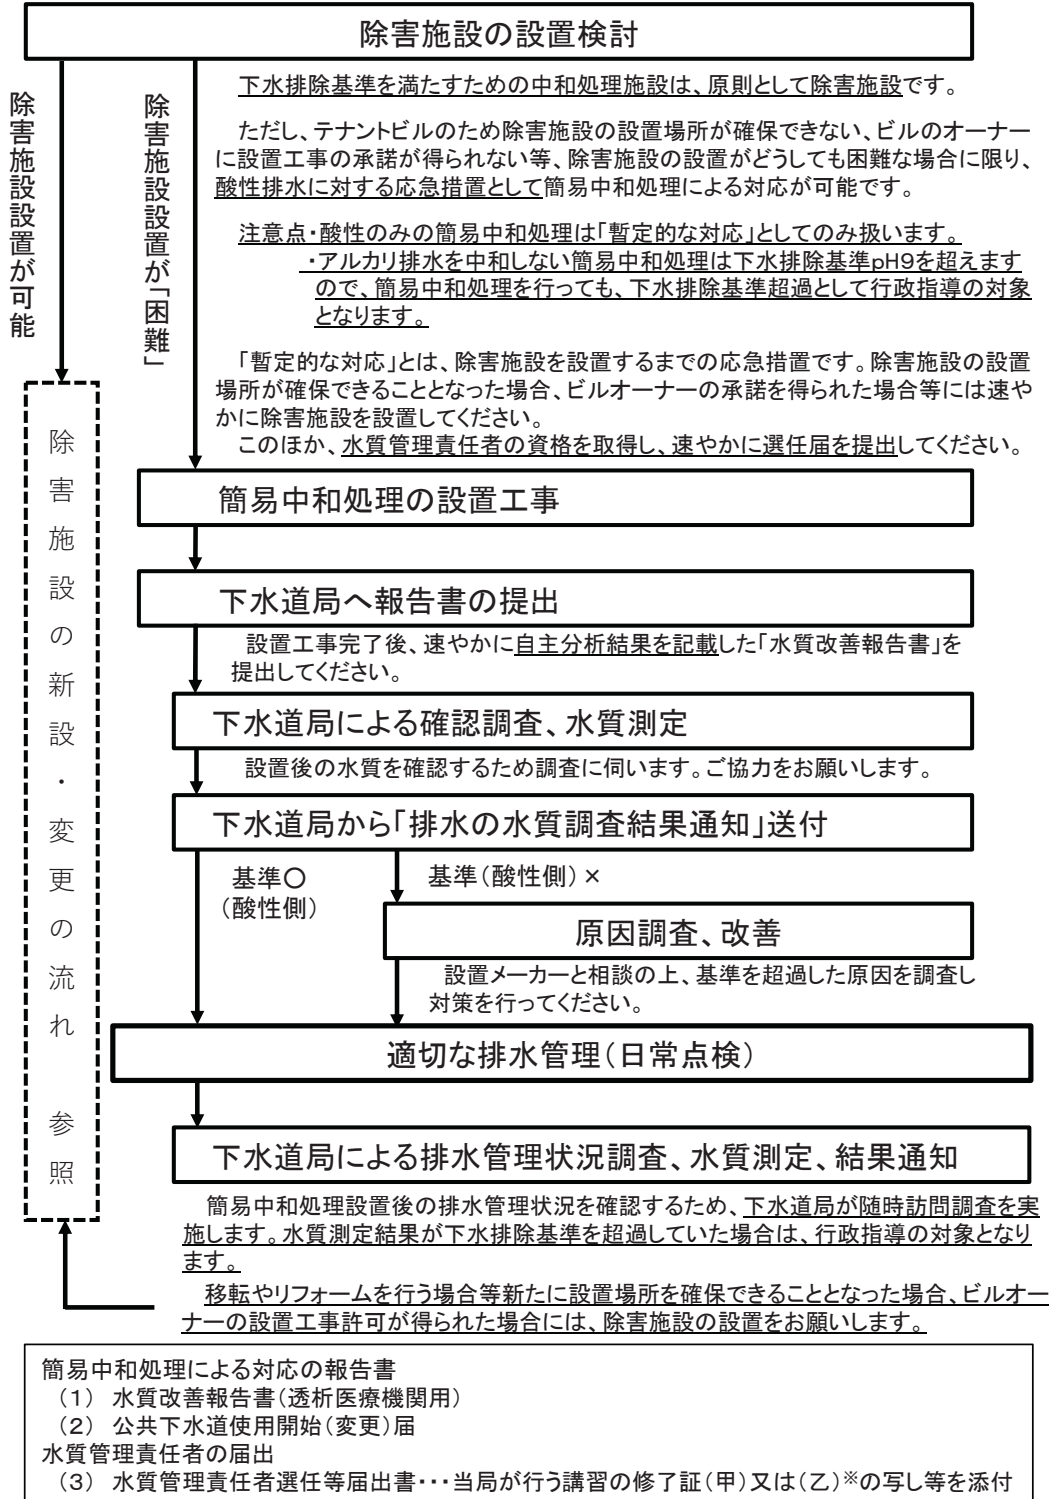 除害施設の設置検討
除害施設設置が可能
除害施設設置が「困難」
下水排除基準を満たすための中和処理施設は、原則として除害施設です。
ただし、テナントビルのため除害施設の設置場所が確保できない、ビルのオーナー
に設置工事の承諾が得られない等、除害施設の設置がどうしても困難な場合に限り、
酸性排水に対する応急措置として簡易中和処理による対応が可能です。
注意点・酸性のみの簡易中和処理は「暫定的な対応」としてのみ扱います。
・アルカリ排水を中和しない簡易中和処理は下水排除基準pH9を超えます
ので、簡易中和処理を行っても、下水排除基準超過として行政指導の対象
となります。
「暫定的な対応」とは、除害施設を設置するまでの応急措置です。除害施設の設置
場所が確保できることとなった場合、ビルオーナーの承諾を得られた場合等には速や
かに除害施設を設置してください。
このほか、水質管理責任者の資格を取得し、速やかに選任届を提出してください。
除害施設の新設・変更の流れ 参照
簡易中和処理の設置工事
下水道局へ報告書の提出
設置工事完了後、速やかに自主分析結果を記載した「水質改善報告書」を
提出してください。
下水道局による確認調査、水質測定
設置後の水質を確認するため調査に伺います。ご協力をお願いします。
下水道局から「排水の水質調査結果通知」送付
基準〇
（酸性側）
基準（酸性側）×
原因調査、改善
設置メーカーと相談の上、基準を超過した原因を調査し
対策を行ってください。
適切な排水管理（日常点検）
下水道局による排水管理状況調査、水質測定、結果通知
簡易中和処理設置後の排水管理状況を確認するため、下水道局が随時訪問調査を実
施します。水質測定結果が下水排除基準を超過していた場合は、行政指導の対象となり
ます。
移転やリフォームを行う場合等新たに設置場所を確保できることとなった場合、ビルオー
ナーの設置工事許可が得られた場合には、除害施設の設置をお願いします。
簡易中和処理による対応の報告書
（1） 水質改善報告書（透析医療機関用）
（2） 公共下水道使用開始（変更）届
水質管理責任者の届出
（3） 水質管理責任者選任等届出書・・・当局が行う講習の修了証（甲）又は（乙）※の写し等を添付